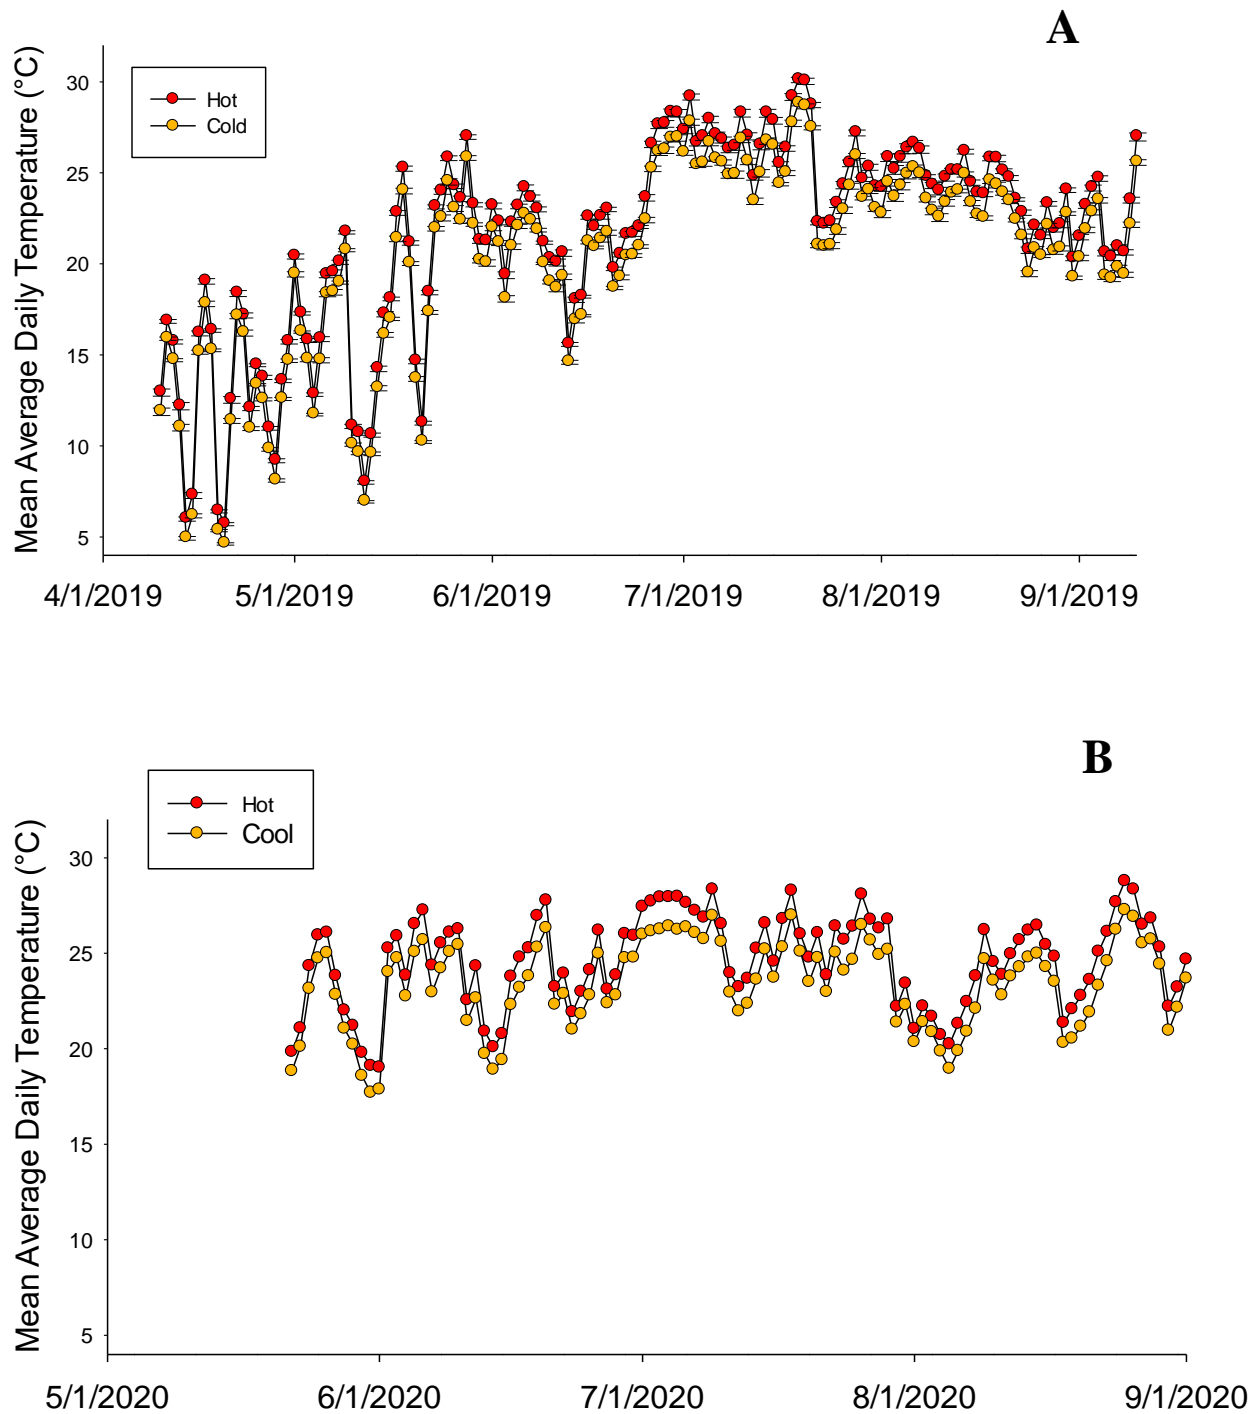 A
Mean Average Daily Temperature (°C)
Hot
Cold
30
25
20
15
10
5
4/1/2019 5/1/2019 6/1/2019 7/1/2019 8/1/2019 9/1/2019
B
Mean Average Daily Temperature (°C)
Hot
Cool
30
25
20
15
10
5
5/1/2020 6/1/2020 7/1/2020 8/1/2020 9/1/2020